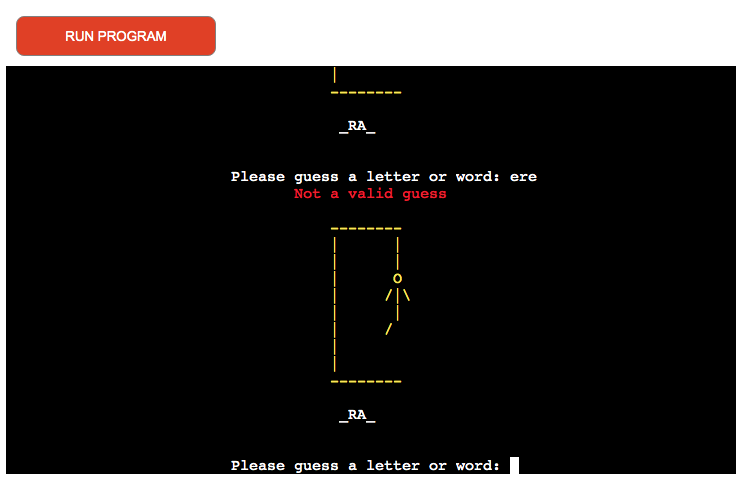 RUN PROGRAM
|
--------
_RA_
Please guess a letter or word: ere
Not a valid guess
--------
|      |
|      |
|      O
|     /|\
|      |
|     /
|
|
--------
_RA_
Please guess a letter or word: